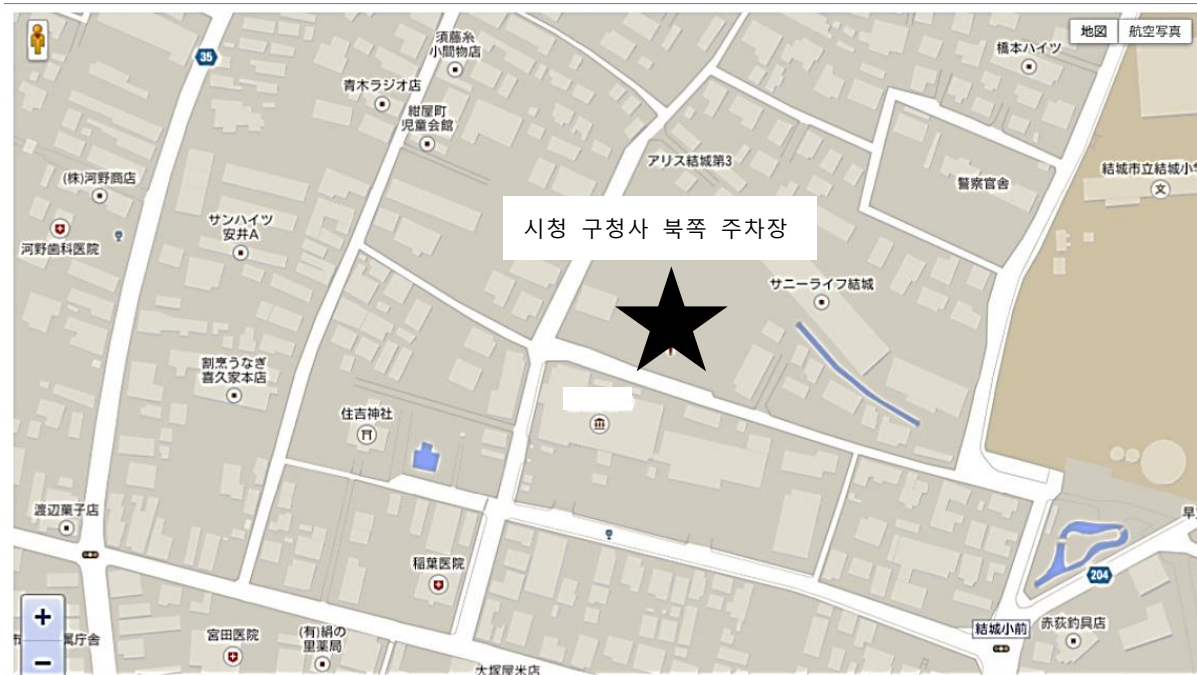 地図
航空写真
35
須藤糸
小間物店
橋本ハイツ
青木ラジオ店
紺屋町
児童会館
アリス結城第3
(株)河野商店
警察官舎
結城市立結城小学
河野歯科医院
サンハイツ
安井A
시청 구청사 북쪽 주차장
サニーライフ結城
割烹うなぎ
喜久家本店
住吉神社
渡辺菓子店
早
稲葉医院
204
+
宮田医院
(有)絹の
里薬局
結城小前
赤荻釣具店
属庁舎
−
大塚屋米店
文